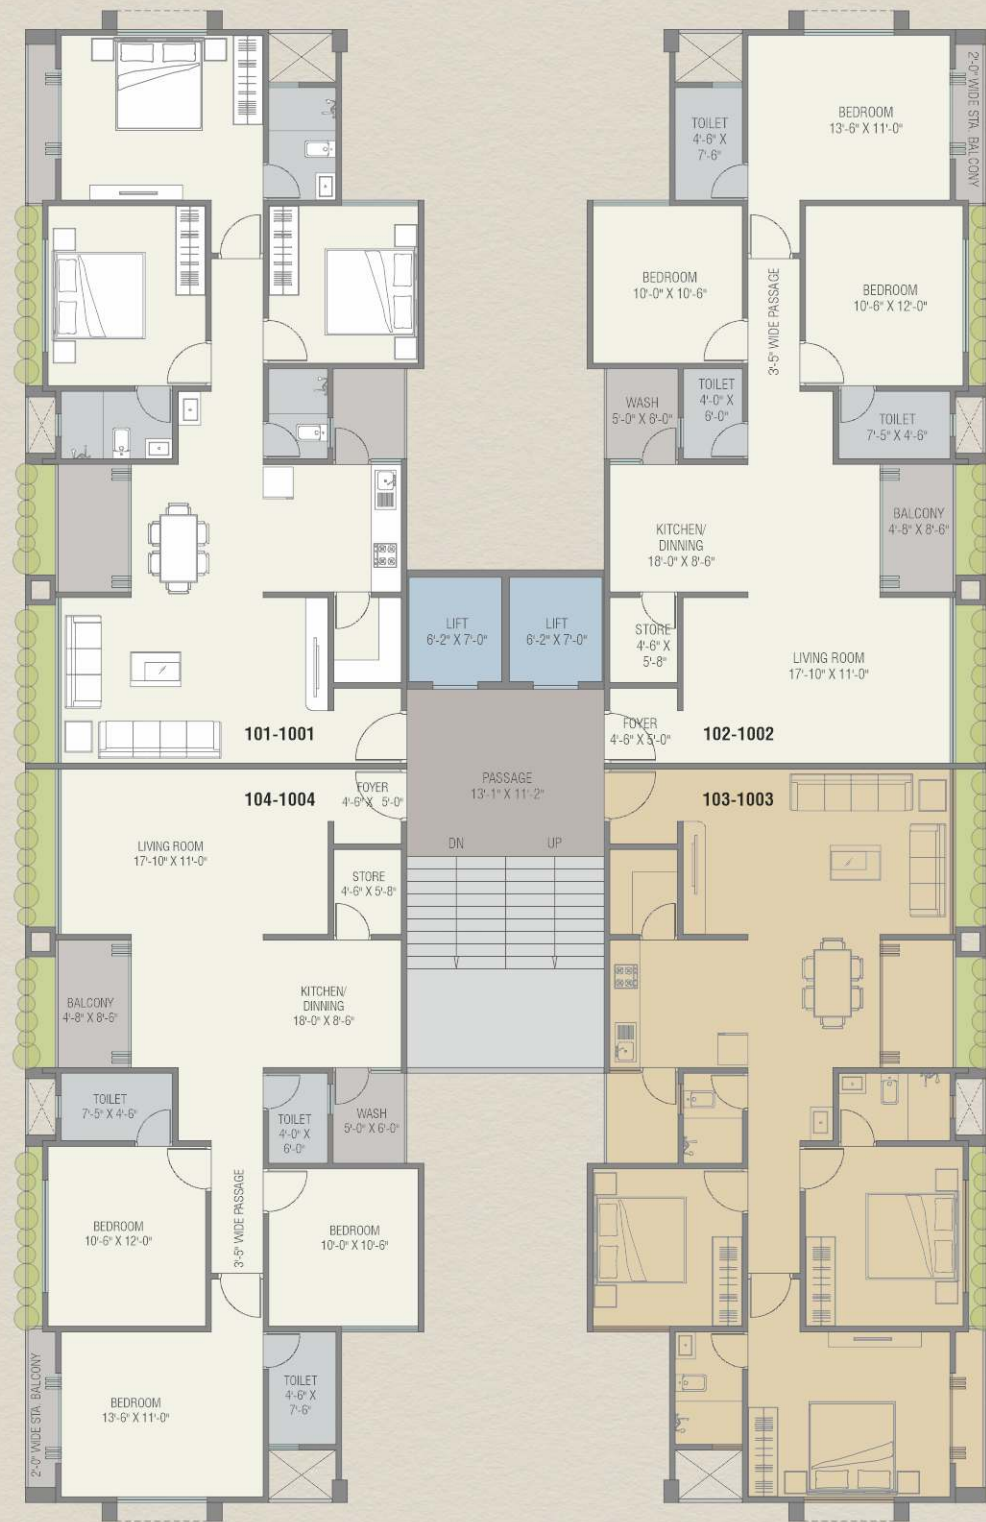 BEDROOM
13'-6" X 11'-0"
2'-0" WIDE STA. BALCONY
TOILET
4'-6" X
7'-6"
BEDROOM
10'-0" X 10'-6"
3'-5" WIDE PASSAGE
BEDROOM
10'-6" X 12'-0"
WASH
5'-0" X 6'-0"
TOILET
4'-0" X
6'-0"
TOILET
7'-5" X 4'-6"
KITCHEN/
DINNING
18'-0" X 8'-6"
BALCONY
4'-8" X 8'-6"
LIFT
6'-2" X 7'-0"
LIFT
6'-2" X 7'-0"
STORE
4'-6" X
5'-8"
LIVING ROOM
17'-10" X 11'-0"
101-1001
FOYER
4'-6" X 5'-0"
102-1002
PASSAGE
13'-1" X 11'-2"
DN
UP
104-1004
FOYER
4'-6" X 5'-0"
103-1003
LIVING ROOM
17'-10" X 11'-0"
STORE
4'-6" X 5'-8"
BALCONY
4'-8" X 8'-6"
KITCHEN/
DINNING
18'-0" X 8'-6"
TOILET
7'-5" X 4'-6"
TOILET
4'-0" X
6'-0"
WASH
5'-0" X 6'-0"
BEDROOM
10'-6" X 12'-0"
3'-5" WIDE PASSAGE
BEDROOM
10'-0" X 10'-6"
2'-0" WIDE STA. BALCONY
BEDROOM
13'-6" X 11'-0"
TOILET
4'-6" X
7'-6"